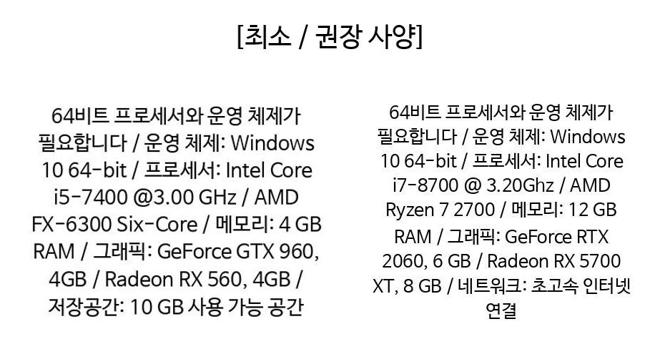 [최소 / 권장 사양]
64비트 프로세서와 운영 체제가
필요합니다 / 운영 체제: Windows
10 64-bit / 프로세서: Intel Core
i5-7400 @3.00 GHz / AMD
FX-6300 Six-Core / 메모리: 4 GB
RAM / 그래픽: GeForce GTX 960,
4GB / Radeon RX 560, 4GB /
저장공간: 10 GB 사용 가능 공간
64비트 프로세서와 운영 체제가
필요합니다 / 운영 체제: Windows
10 64-bit / 프로세서: Intel Core
i7-8700 @ 3.20Ghz / AMD
Ryzen 7 2700 / 메모리: 12 GB
RAM / 그래픽: GeForce RTX
2060, 6 GB / Radeon RX 5700
XT, 8 GB / 네트워크: 초고속 인터넷
연결